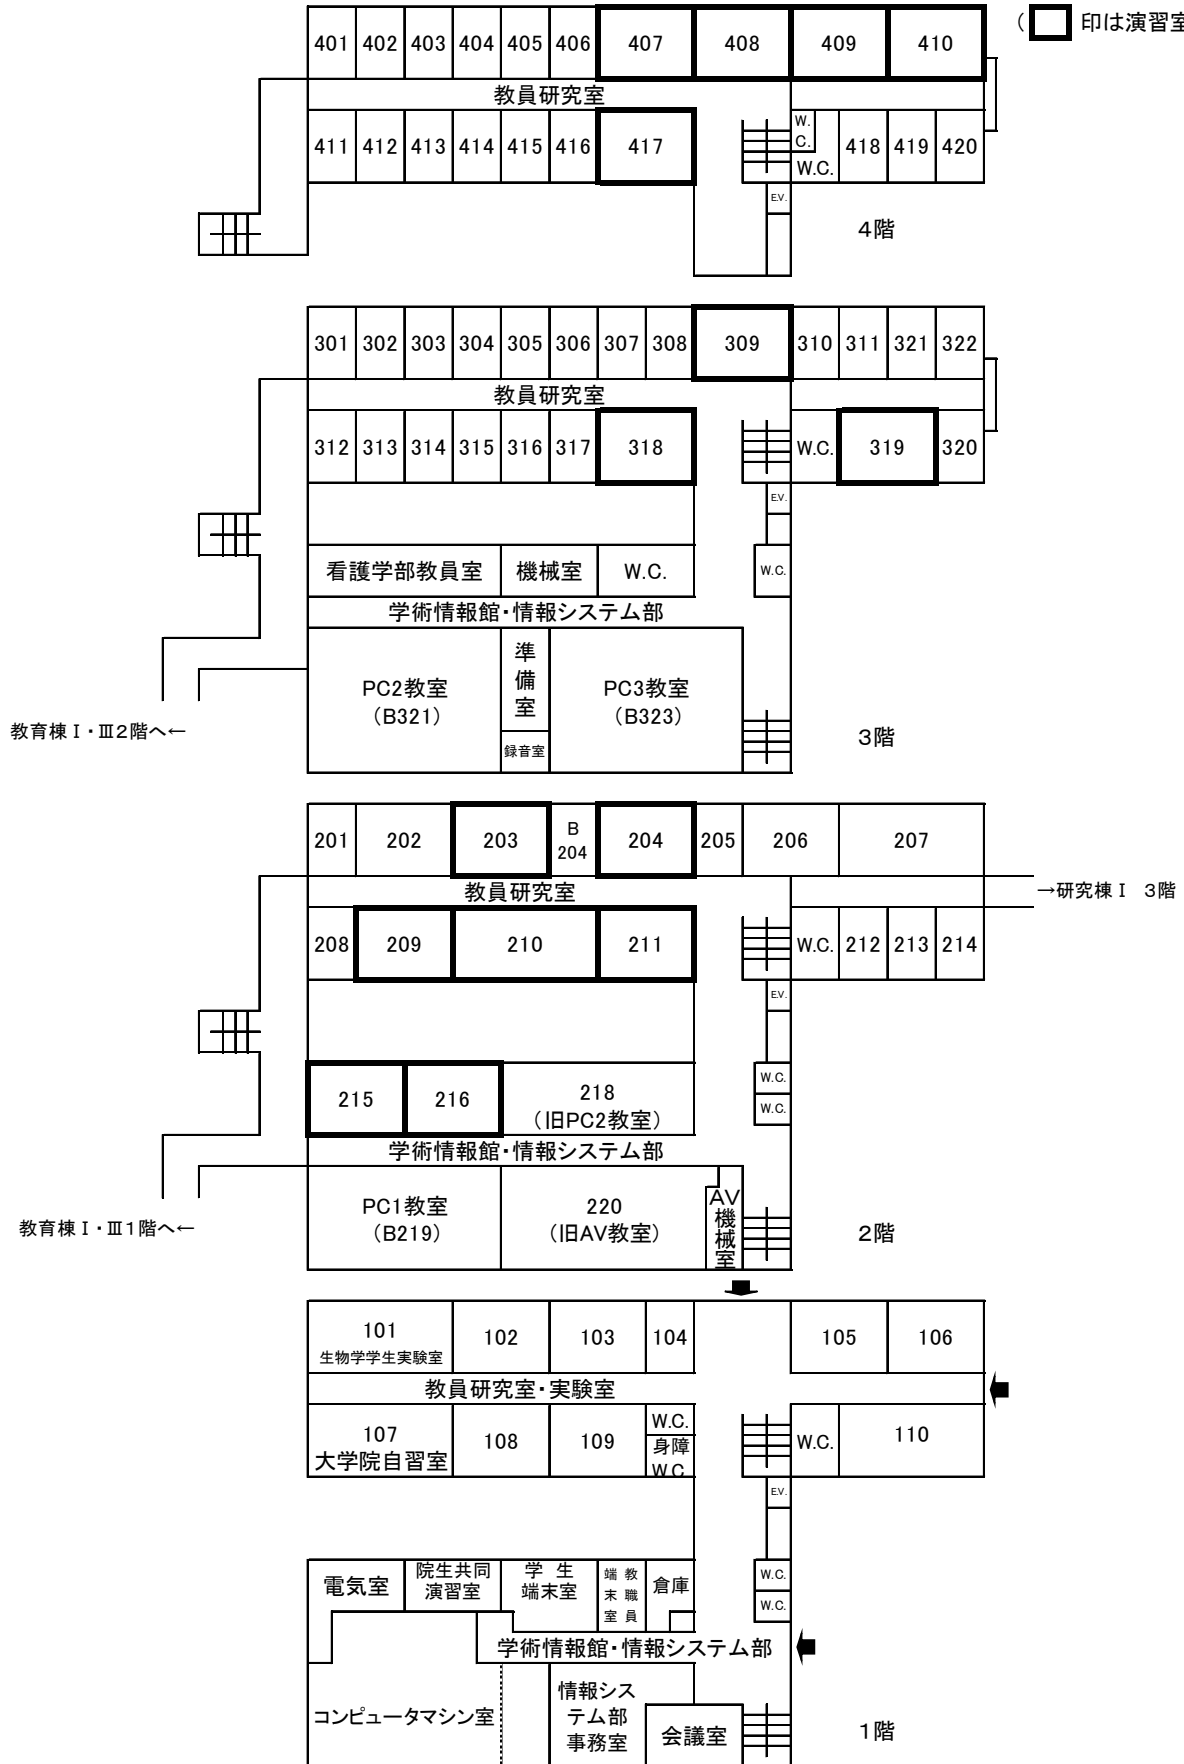 401 402 403 404 405 406 407 408 409 410
( 印は演習室
教員研究室
411 412 413 414 415 416 417
W.
C.
W.C.
418 419 420
E.V.
4階
301 302 303 304 305 306 307 308 309 310 311 321 322
教員研究室
312 313 314 315 316 317 318 W.C. 319 320
E.V.
看護学部教員室 機械室 W.C. W.C.
学術情報館・情報システム部
PC2教室
(B321)
準
備
室
録音室
PC3教室
(B323)
教育棟Ⅰ・Ⅲ2階へ←
3階
201 202 203
B
204
204 205 206 207
教員研究室
→研究棟Ⅰ 3階
208 209 210 211 W.C. 212 213 214
E.V.
215 216
218
(旧PC2教室)
W.C.
W.C.
学術情報館・情報システム部
PC1教室
(B219)
220
(旧AV教室)
AV
機
械
室
教育棟Ⅰ・Ⅲ1階へ←
2階
101
生物学学生実験室
102 103 104 105 106
教員研究室・実験室
107
大学院自習室
108 109
W.C.
身障
W.C
W.C. 110
E.V.
電気室
院生共同
演習室
学 生
端末室
端 教
末 職
室 員
倉庫
W.C.
W.C.
学術情報館・情報システム部
コンピュータマシン室
情報シス
テム部
事務室
会議室
1階